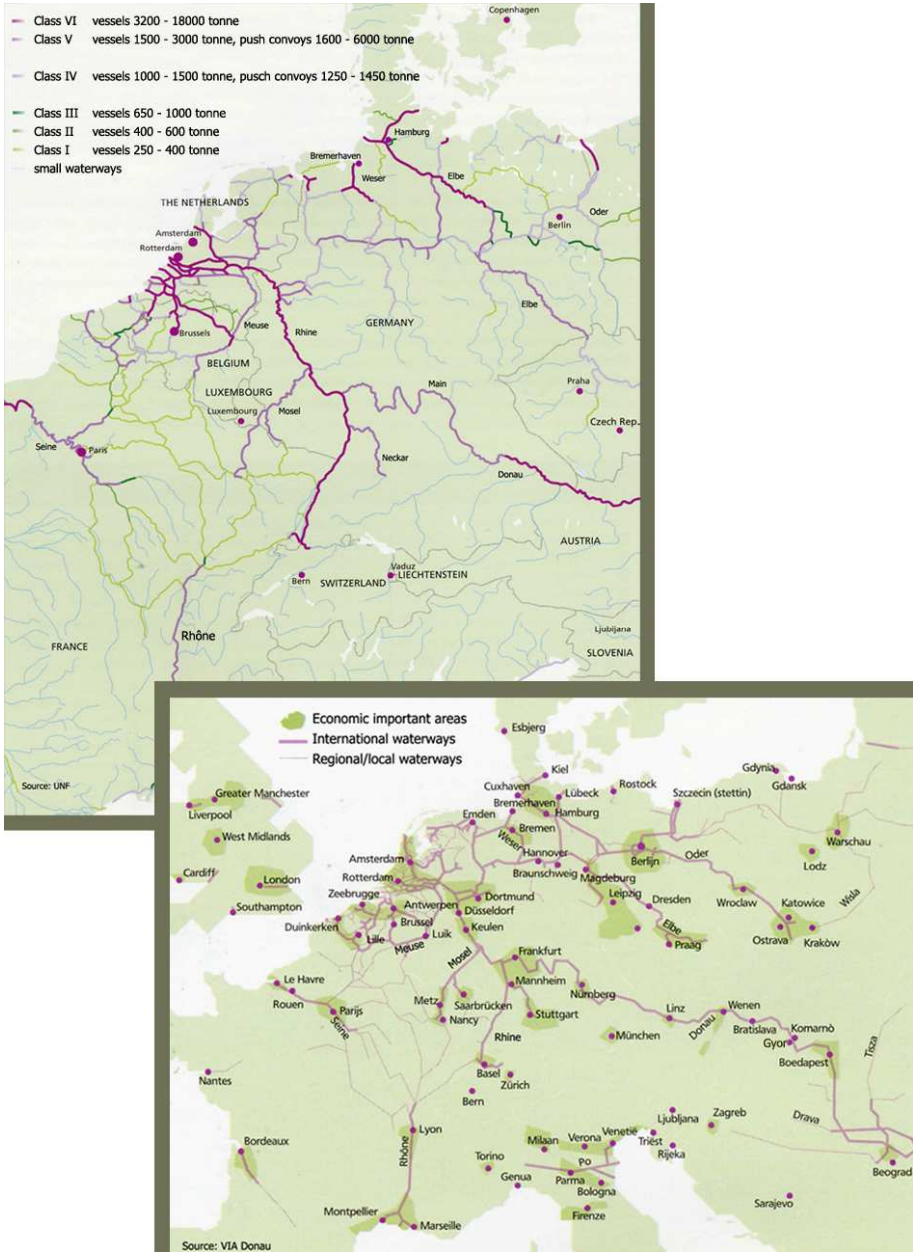 Copenhagen
Class VI vessels 3200 - 18000 tonne
Class V vessels 1500 - 3000 tonne, push convoys 1600 - 6000 tonne
Class IV vessels 1000 - 1500 tonne, pusch convoys 1250 - 1450 tonne
Class III vessels 650 - 1000 tonne
Class II vessels 400 - 600 tonne
Class I vessels 250 - 400 tonne
small waterways
Hamburg
Bremerhaven
Weser
Elbe
THE NETHERLANDS
Oder
Berlin
Amsterdam
Rotterdam
Elbe
Meuse
Rhine
GERMANY
Brussels
BELGIUM
LUXEMBOURG
Main
Praha
Luxembourg
Mosel
Czech Rep.
Seine
Paris
Neckar
Donau
AUSTRIA
Vaduz
Bern
SWITZERLAND
LIECHTENSTEIN
Rhône
Ljubljana
FRANCE
SLOVENIA
Source: UNF
Economic important areas
International waterways
Regional/local waterways
Esbjerg
Kiel
Gdynia
Cuxhaven
Rostock
Gdansk
Greater Manchester
Lübeck
Szczecin (stettin)
Liverpool
Bremerhaven
Hamburg
Emden
West Midlands
Bremen
Warschau
Weser
Amsterdam
Hannover
Oder
Berlijn
Lodz
Cardiff
London
Rotterdam
Braunschweig
Magdeburg
Zeebrugge
Dortmund
Leipzig
Dresden
Wroclaw
Katowice
Wisla
Southampton
Antwerpen
Düsseldorf
Duinkerken
Brussel
Elbe
Lille
Luik
Keulen
Praag
Ostrava
Krakòw
Meuse
Mosel
Frankfurt
Le Havre
Mannheim
Rouen
Metz
Saarbrücken
Nürnberg
Parijs
Linz
Wenen
Seine
Nancy
Stuttgart
Donau
Bratislava
Komarnò
Rhine
München
Gyor
Tisza
Boedapest
Nantes
Basel
Zürich
Bern
Ljubljana
Zagreb
Drava
Lyon
Bordeaux
Milaan
Verona
Venetië
Triëst
Rhône
Torino
Po
Rijeka
Beograd
Genua
Parma
Bologna
Sarajevo
Montpellier
Marseille
Firenze
Source: VIA Donau